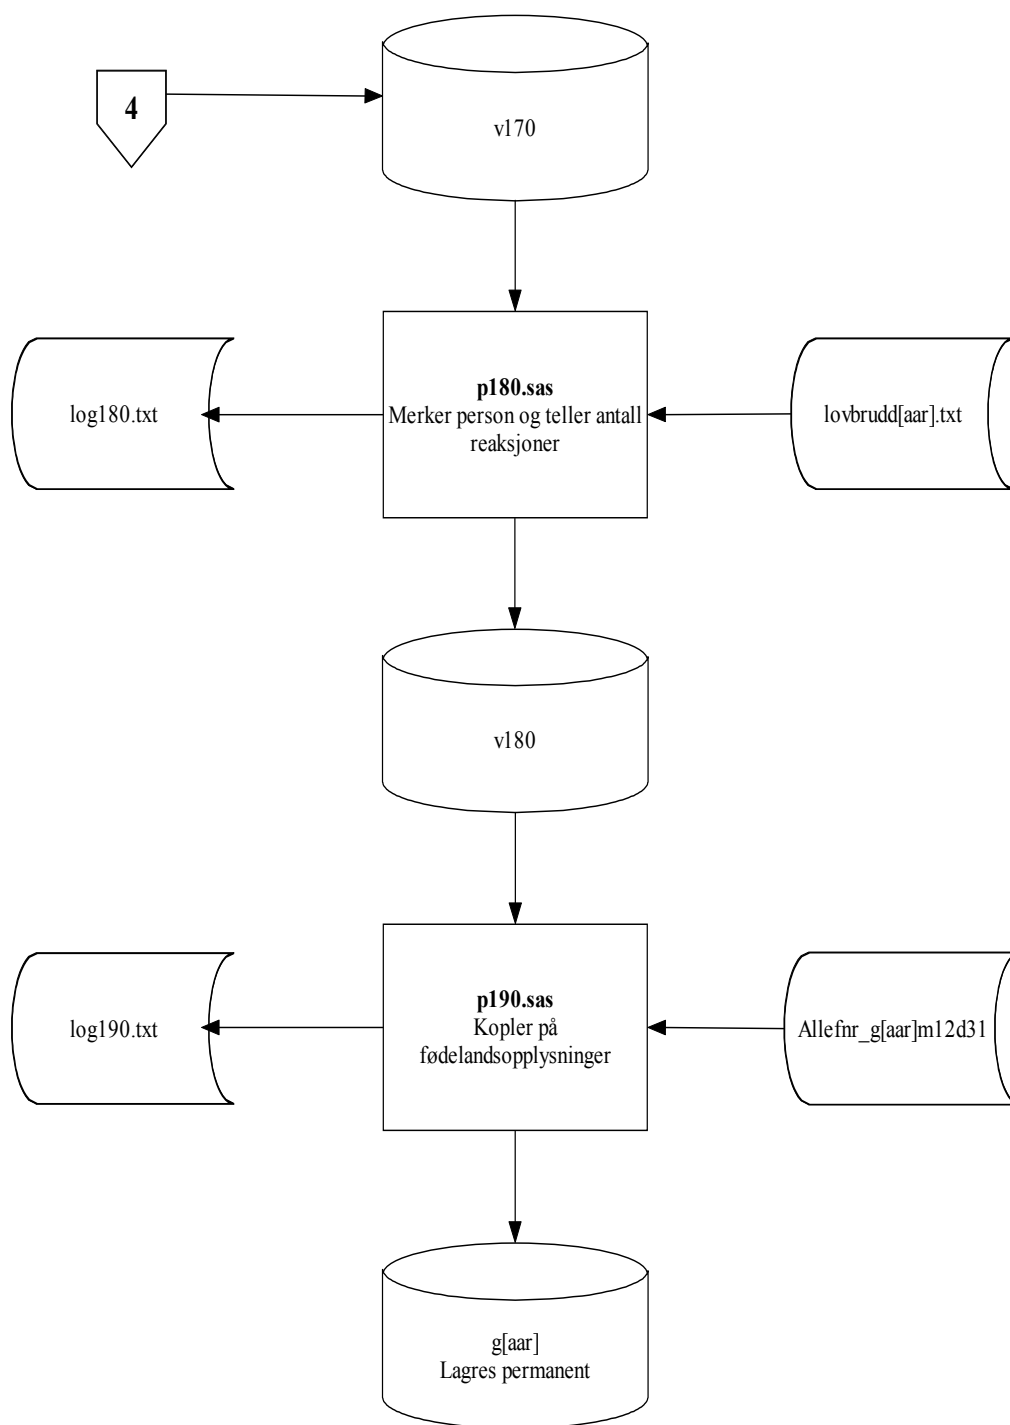 4
v170
p180.sas
Merker person og teller antall
reaksjoner
log180.txt
lovbrudd[aar].txt
v180
p190.sas
Kopler på
fødelandsopplysninger
log190.txt
Allefnr_g[aar]m12d31
g[aar]
Lagres permanent